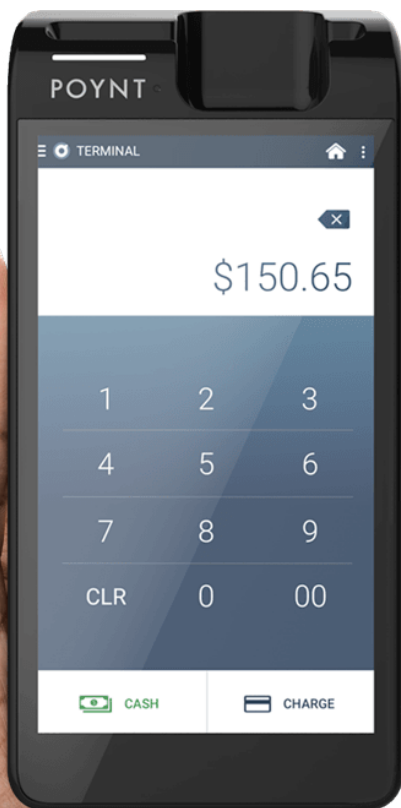 POYNT
TERMINAL
$150.65
1 2 3
4 5 6
7 8 9
CLR 0 00
CASH CHARGE